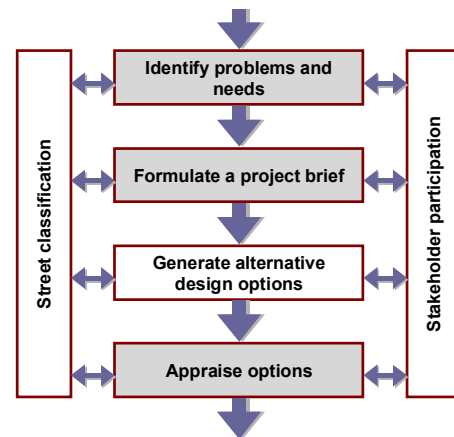 Identify problems and
needs
Formulate a project brief
Generate alternative
design options
Appraise options
Street classification
Stakeholder participation